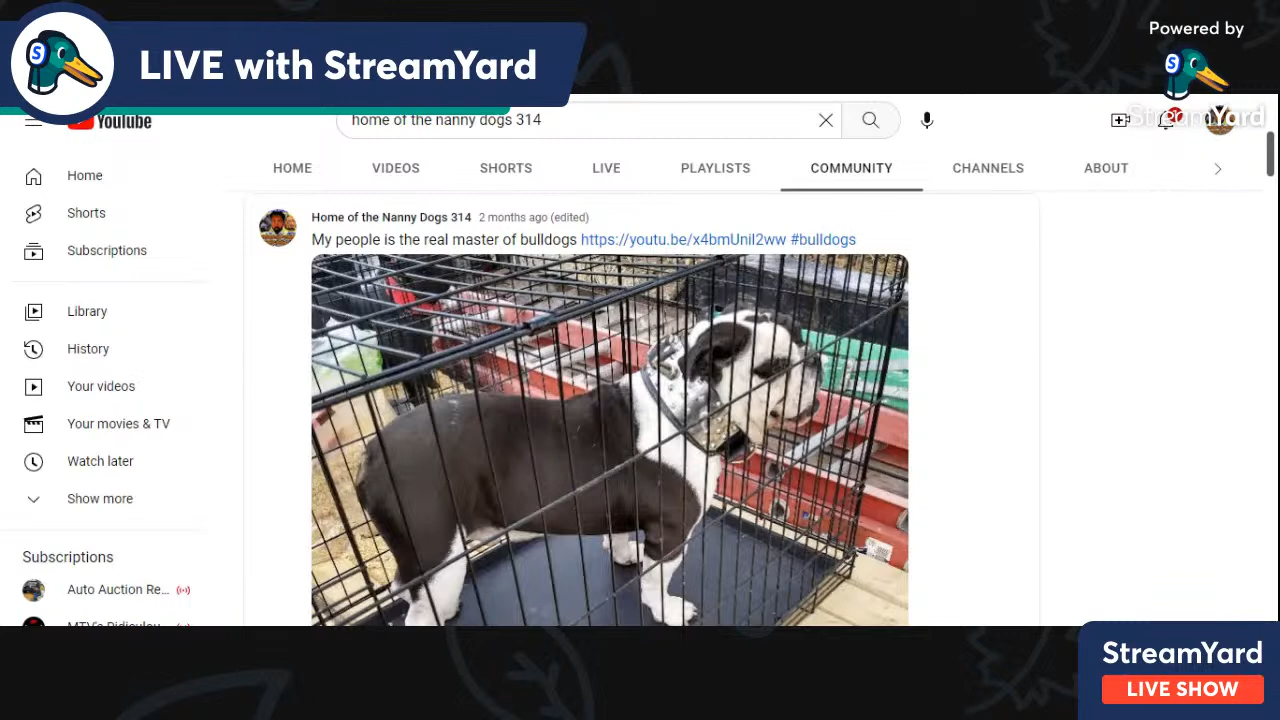 LIVE with StreamYard
Powered by
StreamYard
YouTube
home of the nanny dogs 314
HOME
VIDEOS
SHORTS
LIVE
PLAYLISTS
COMMUNITY
CHANNELS
ABOUT
Home
Shorts
Subscriptions
Library
History
Your videos
Your movies & TV
Watch later
Show more
Subscriptions
Auto Auction Re...
Home of the Nanny Dogs 314 2 months ago (edited)
My people is the real master of bulldogs https://youtu.be/x4bmUnil2ww #bulldogs
StreamYard
LIVE SHOW